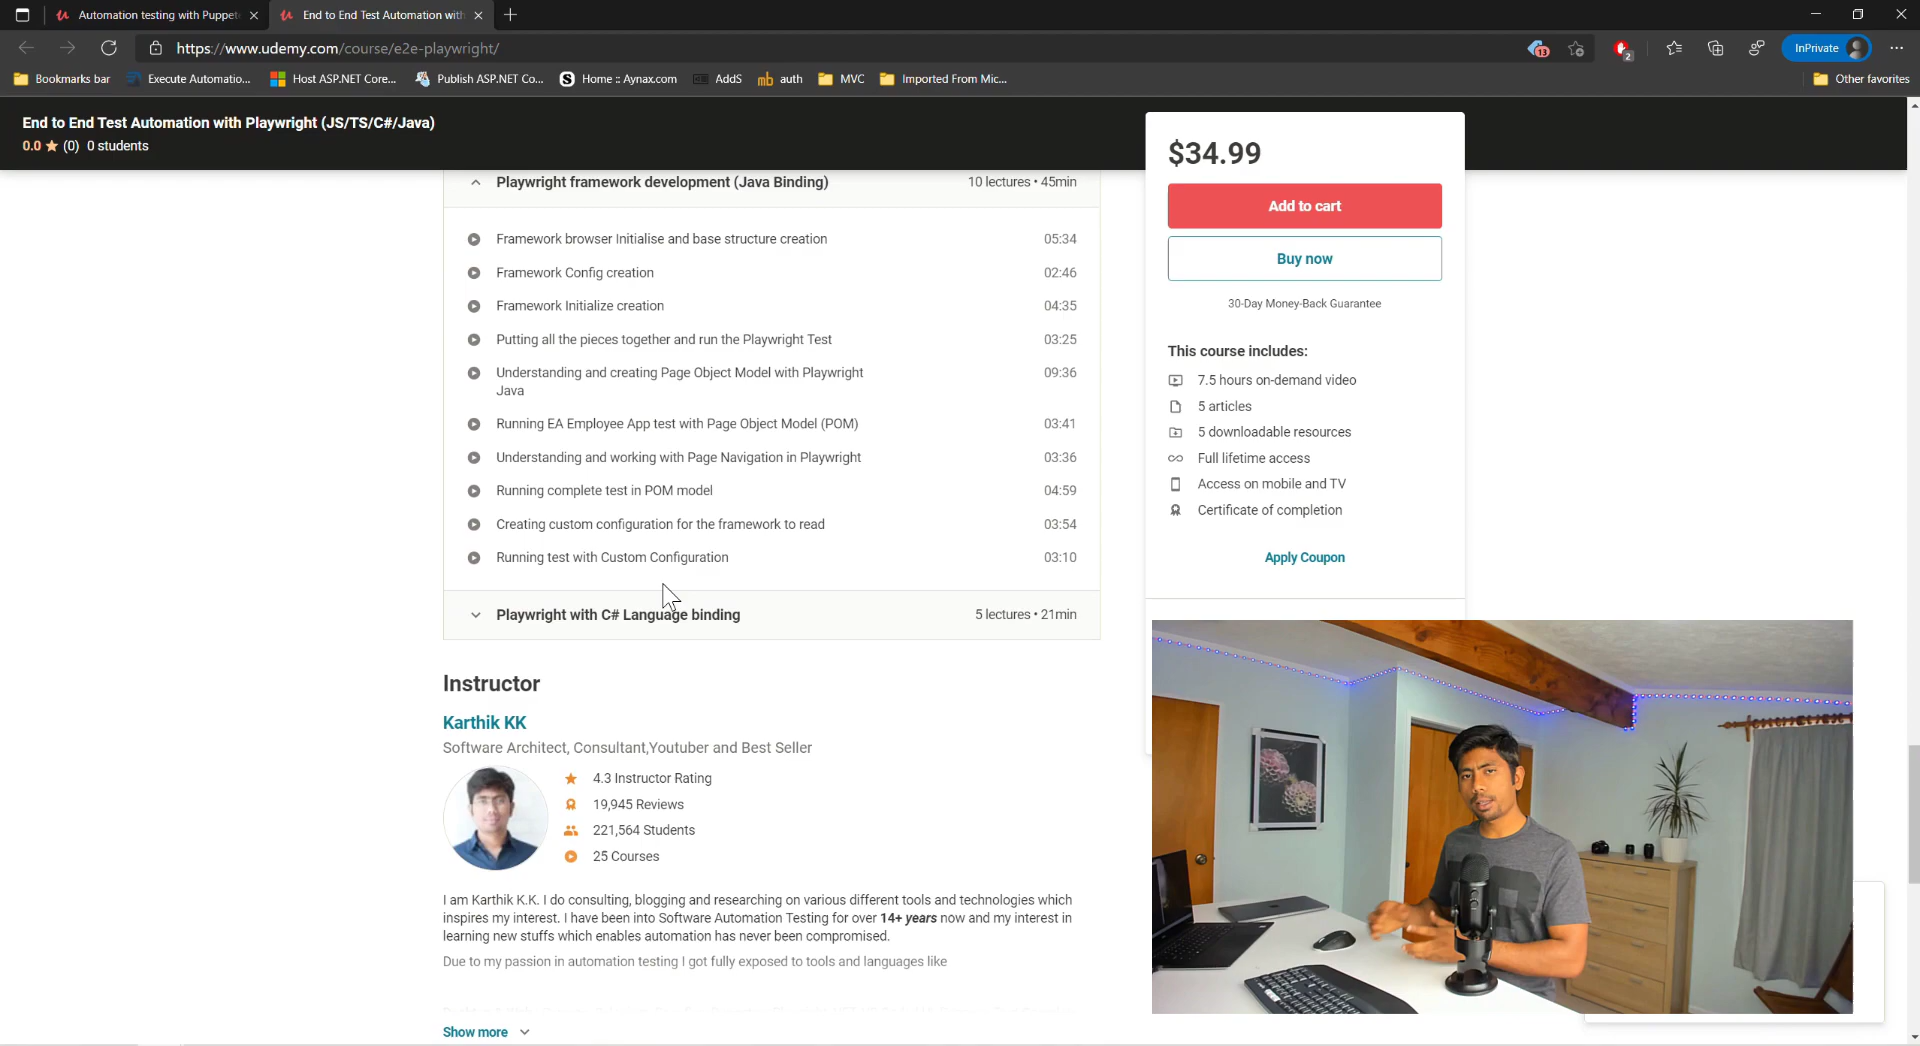 Automation testing with Puppet
End to End Test Automation with
https://www.udemy.com/course/e2e-playwright/
13
2
InPrivate
Bookmarks bar
Execute Automatio...
Host ASP.NET Core...
Publish ASP.NET Co...
Home :: Aynax.com
AddS
auth
MVC
Imported From Mic...
Other favorites
End to End Test Automation with Playwright (JS/TS/C#/Java)
0.0 ★ (0) 0 students
Playwright framework development (Java Binding) 10 lectures • 45min
Framework browser Initialise and base structure creation 05:34
Framework Config creation 02:46
Framework Initialize creation 04:35
Putting all the pieces together and run the Playwright Test 03:25
Understanding and creating Page Object Model with Playwright 09:36
Java
Running EA Employee App test with Page Object Model (POM) 03:41
Understanding and working with Page Navigation in Playwright 03:36
Running complete test in POM model 04:59
Creating custom configuration for the framework to read 03:54
Running test with Custom Configuration 03:10
Playwright with C# Language binding 5 lectures • 21min
Instructor
Karthik KK
Software Architect, Consultant,Youtuber and Best Seller
4.3 Instructor Rating
19,945 Reviews
221,564 Students
25 Courses
I am Karthik K.K. I do consulting, blogging and researching on various different tools and technologies which
inspires my interest. I have been into Software Automation Testing for over 14+ years now and my interest in
learning new stuffs which enables automation has never been compromised.
Due to my passion in automation testing I got fully exposed to tools and languages like
Show more
$34.99
Add to cart
Buy now
30-Day Money-Back Guarantee
This course includes:
7.5 hours on-demand video
5 articles
5 downloadable resources
Full lifetime access
Access on mobile and TV
Certificate of completion
Apply Coupon